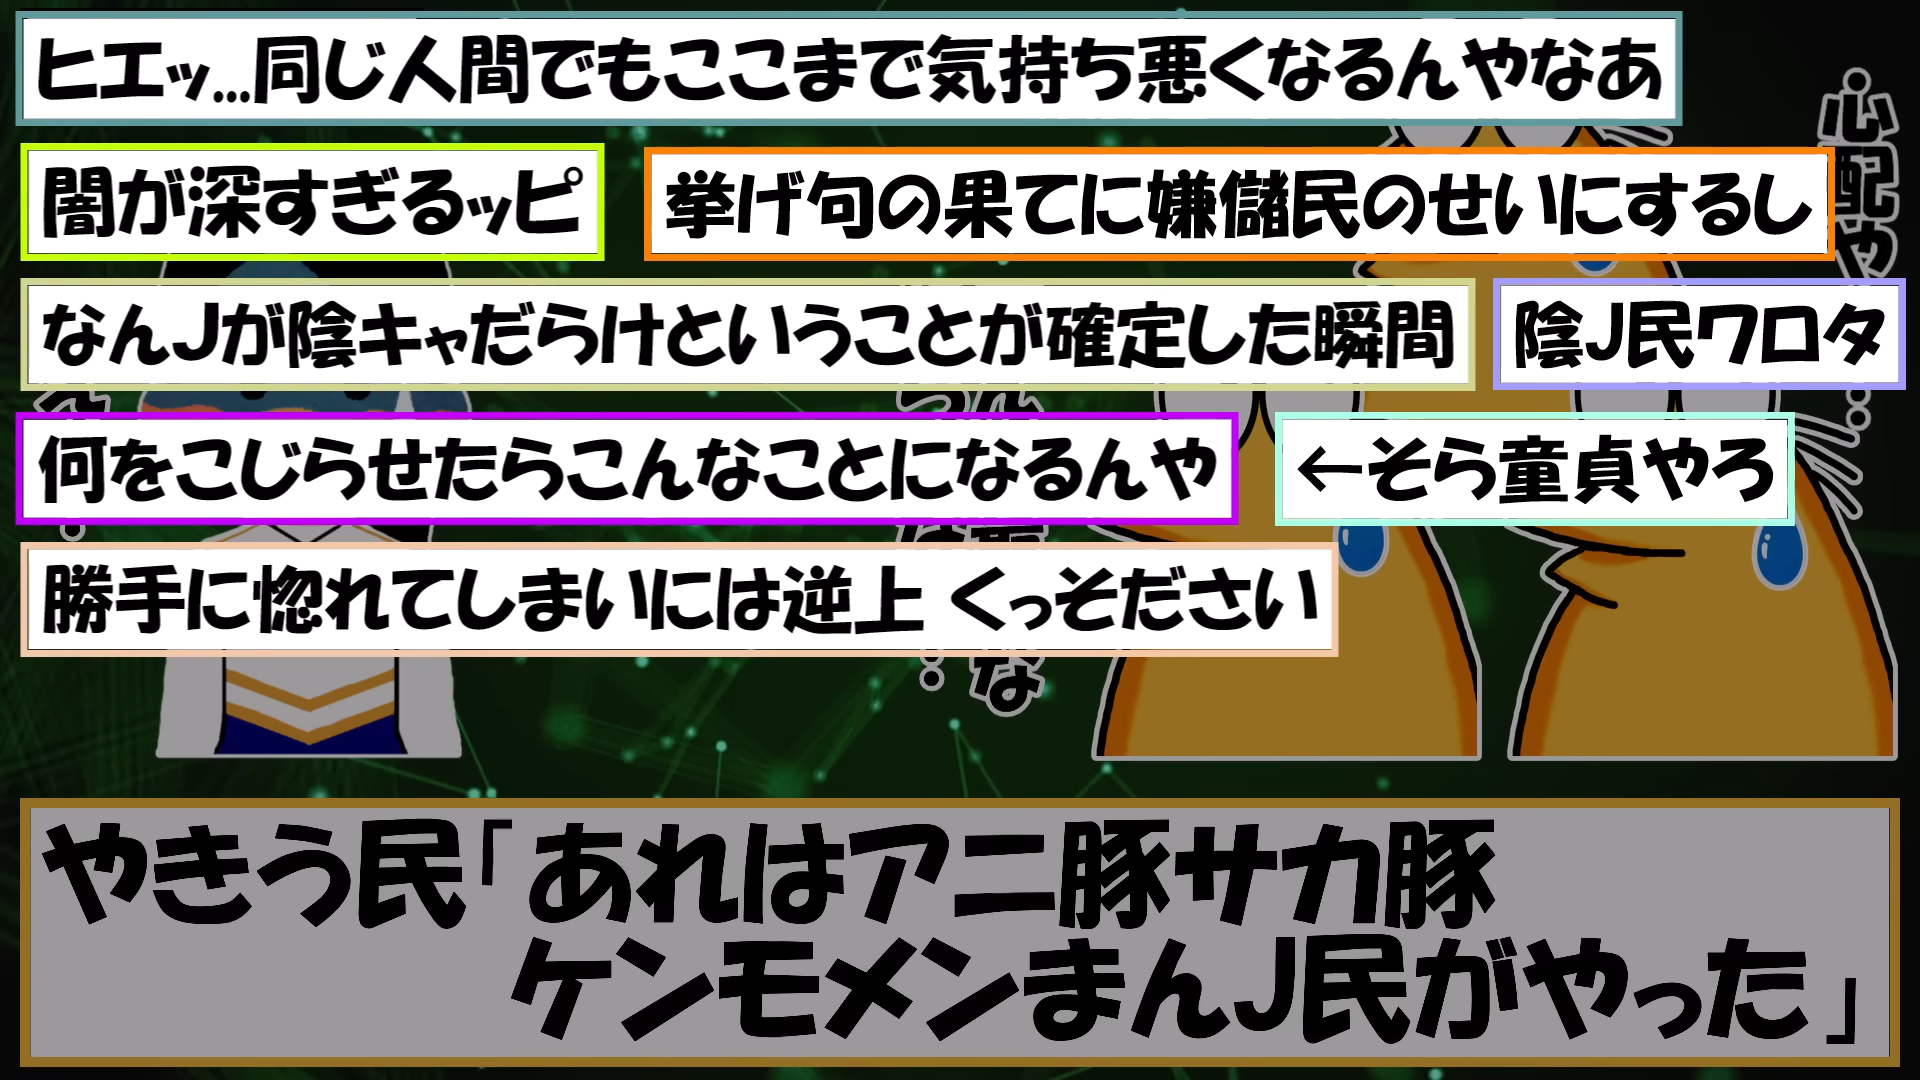 ヒエッ...同じ人間でもここまで気持ち悪くなるんやなあ
闇が深すぎるッピ
挙げ句の果てに嫌儲民のせいにするし
なんJが陰キャだらけということが確定した瞬間
陰J民ワロタ
何をこじらせたらこんなことになるんや
←そら童貞やろ
勝手に惚れてしまいには逆上 くっそださい
心配や
やきう民「あれはアニ豚サカ豚
ケンモメンまんJ民がやった」